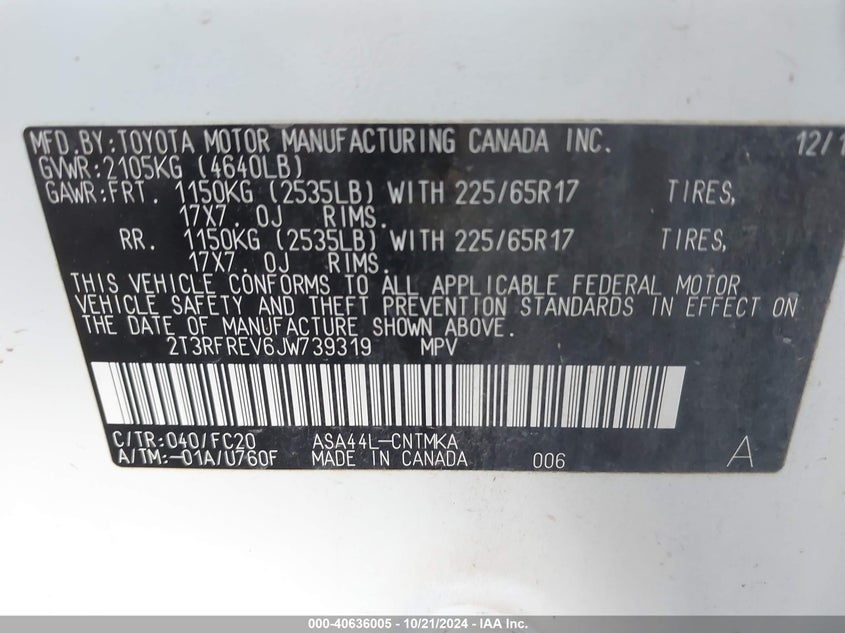 MFD.BY:TOYOTA MOTOR MANUFACTURING CANADA INC. 12/1
GVWR:2105KG (4640LB)
GAWR:FRT. 1150KG (2535LB) WITH 225/65R17 TIRES,
17X7.0J RIMS.
RR. 1150KG (2535LB) WITH 225/65R17 TIRES,
17X7.0J RIMS.
THIS VEHICLE CONFORMS TO ALL APPLICABLE FEDERAL MOTOR
VEHICLE SAFETY AND THEFT PREVENTION STANDARDS IN EFFECT ON
THE DATE OF MANUFACTURE SHOWN ABOVE.
2T3RFREV6JW739319 MPV
C/TR:040/FC20 ASA44L-CNTMKA
A/TM:-01A/U760F MADE IN CANADA 006 A
000-40636005 - 10/21/2024 - IAA Inc.